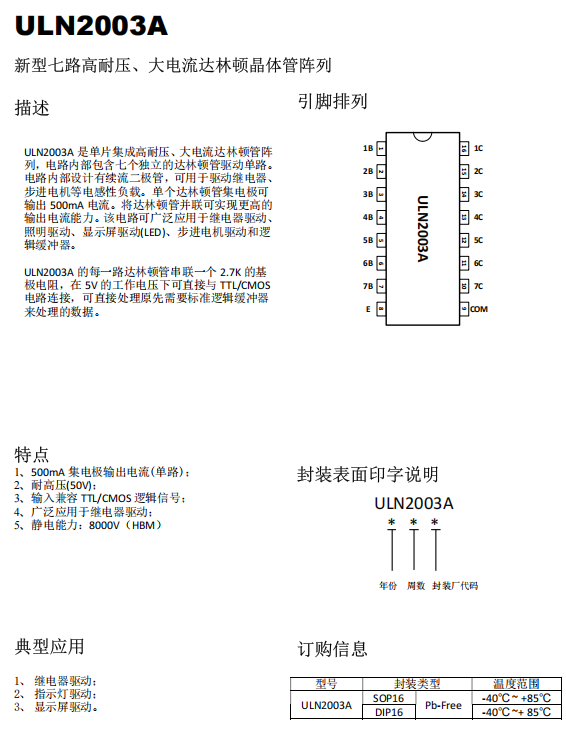 ULN2003A
新型七路高耐压、大电流达林顿晶体管阵列
描述
ULN2003A 是单片集成高耐压、大电流达林顿管阵
列，电路内部包含七个独立的达林顿管驱动单路。
电路内部设计有续流二极管，可用于驱动继电器、
步进电机等电感性负载。单个达林顿管集电极可
输出 500mA 电流。将达林顿管并联可实现更高的
输出电流能力。该电路可广泛应用于继电器驱动、
照明驱动、显示屏驱动(LED)、步进电机驱动和逻
辑缓冲器。
ULN2003A 的每一路达林顿管串联一个 2.7K 的基
极电阻，在 5V 的工作电压下可直接与 TTL/CMOS
电路连接，可直接处理原先需要标准逻辑缓冲器
来处理的数据。
引脚排列
1B 1 16 1C
2B 2 15 2C
3B 3 14 3C
4B 4 13 4C
5B 5 12 5C
6B 6 11 6C
7B 7 10 7C
E 8 9 COM
ULN2003A
特点
1、500mA 集电极输出电流(单路)；
2、耐高压(50V)；
3、输入兼容 TTL/CMOS 逻辑信号；
4、广泛应用于继电器驱动；
5、静电能力：8000V（HBM）
封装表面印字说明
ULN2003A
* * *
年份 周数 封装厂代码
典型应用
1、 继电器驱动；
2、 指示灯驱动；
3、 显示屏驱动。
订购信息
型号 封装类型 温度范围
ULN2003A SOP16 Pb-Free -40℃ ~ +85℃
DIP16 -40℃ ~+ 85℃